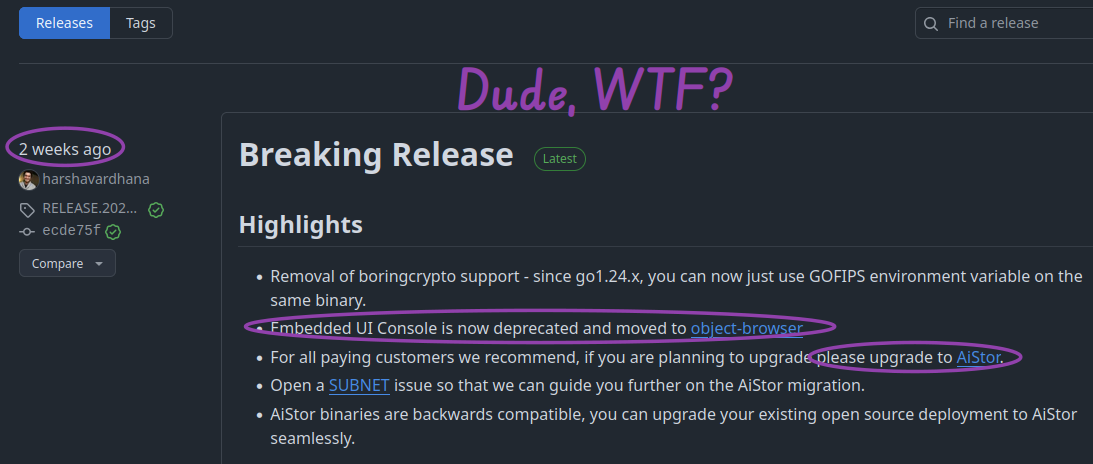 Releases
Tags
Find a release
Dude, WTF?
2 weeks ago
harshavardhana
RELEASE.202...
ecde75f
Compare
Breaking Release
Latest
Highlights
• Removal of boringcrypto support - since go1.24.x, you can now just use GOFIPS environment variable on the
same binary.
• Embedded UI Console is now deprecated and moved to object-browser
• For all paying customers we recommend, if you are planning to upgrade please upgrade to AiStor.
• Open a SUBNET issue so that we can guide you further on the AiStor migration.
• AiStor binaries are backwards compatible, you can upgrade your existing open source deployment to AiStor
seamlessly.